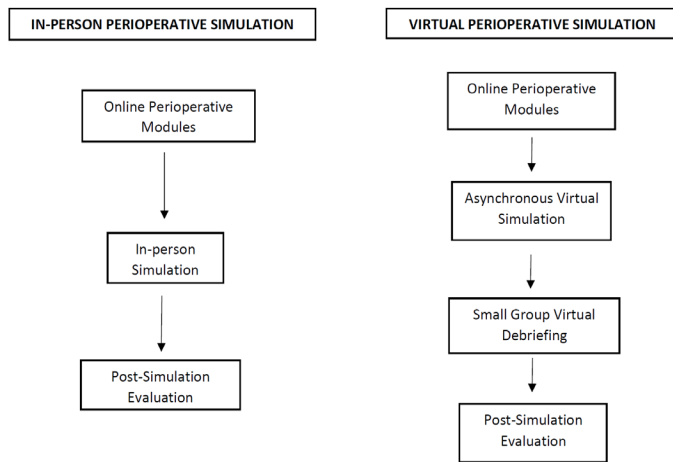 IN-PERSON PERIOPERATIVE SIMULATION
Online Perioperative
Modules
In-person
Simulation
Post-Simulation
Evaluation
VIRTUAL PERIOPERATIVE SIMULATION
Online Perioperative
Modules
Asynchronous Virtual
Simulation
Small Group Virtual
Debriefing
Post-Simulation
Evaluation